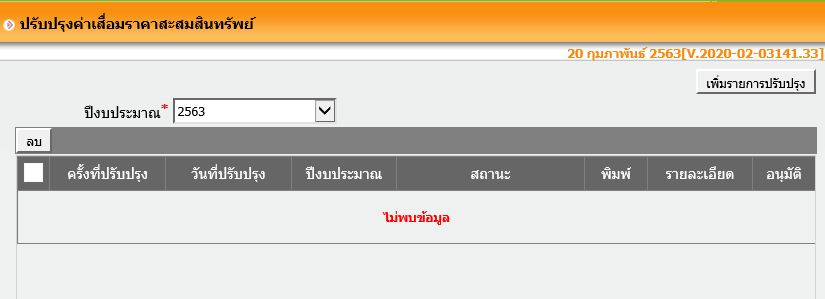 ปรับปรุงค่าเสื่อมราคาสะสมสินทรัพย์
20 กุมภาพันธ์ 2563[V.2020-02-03141.33]
เพิ่มรายการปรับปรุง
ปีงบประมาณ* 2563
ลบ
ครั้งที่ปรับปรุง วันที่ปรับปรุง ปีงบประมาณ สถานะ พิมพ์ รายละเอียด อนุมัติ
ไม่พบข้อมูล